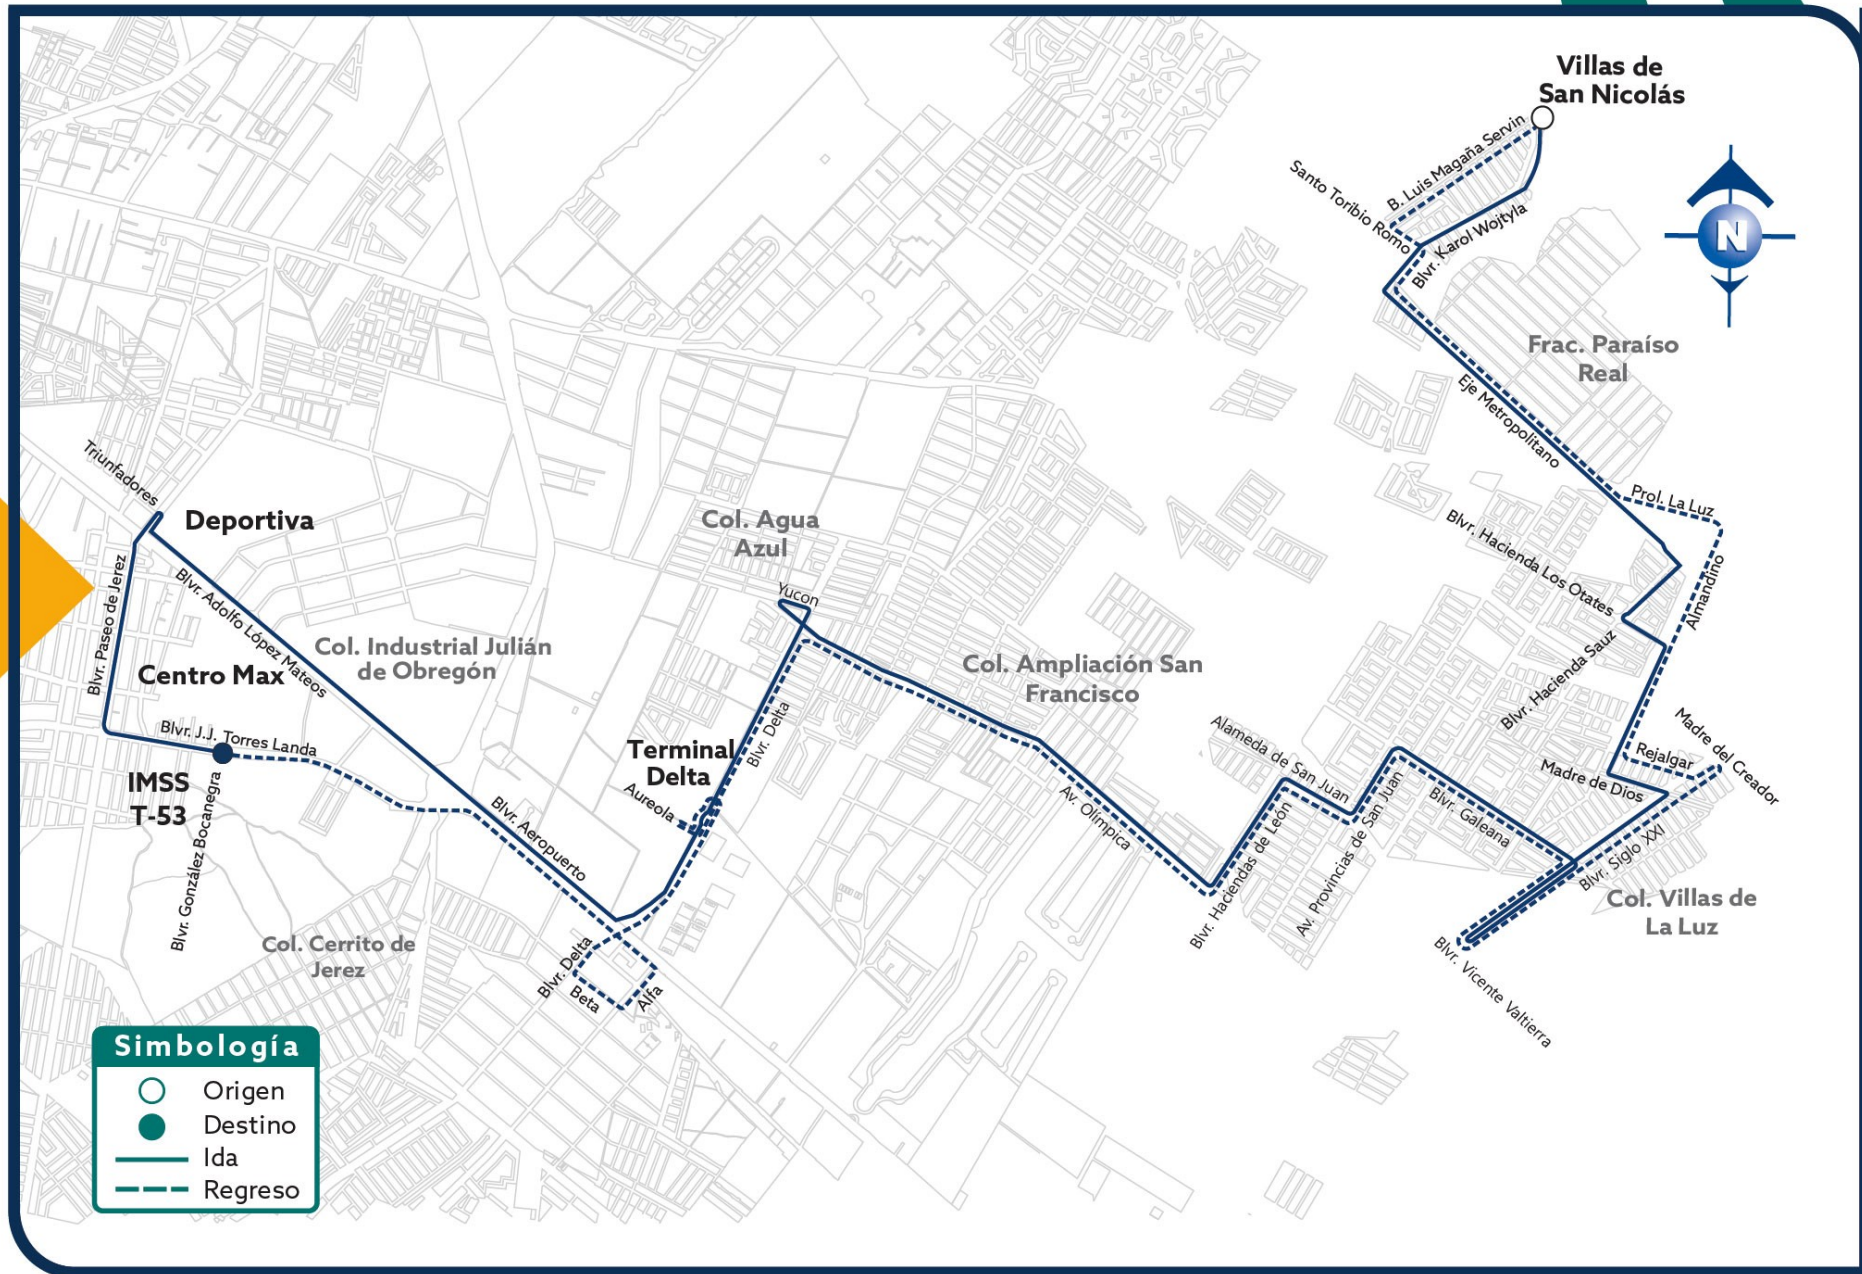 Villas de
San Nicolás
B. Luis Magaña Servin
Santo Toribio Romo
Blvr. Karol Wojtyla
N
Frac. Paraíso
Real
Eje Metropolitano
Prol. La Luz
Blvr. Hacienda Los Otates
Almandino
Blvr. Hacienda Sauz
Madre del Creador
Rejalgar
Madre de Dios
Blvr. Siglo XXI
Col. Villas de
La Luz
Blvr. Vicente Valtierra
Blvr. Galeana
Alameda de San Juan
Av. Provincias de San Juan
Blvr. Haciendas de León
Av. Olímpica
Col. Ampliación San
Francisco
Col. Agua
Azul
Yucon
Blvr. Delta
Terminal
Delta
Aureola
Triunfadores
Deportiva
Blvr. Paseo de Jerez
Blvr. Adolfo López Mateos
Col. Industrial Julián
de Obregón
Centro Max
Blvr. J.J. Torres Landa
IMSS
T-53
Blvr. González Bocanegra
Blvr. Aeropuerto
Col. Cerrito de
Jerez
Blvr. Delta
Beta
Alfa
Simbología
Origen
Destino
Ida
Regreso